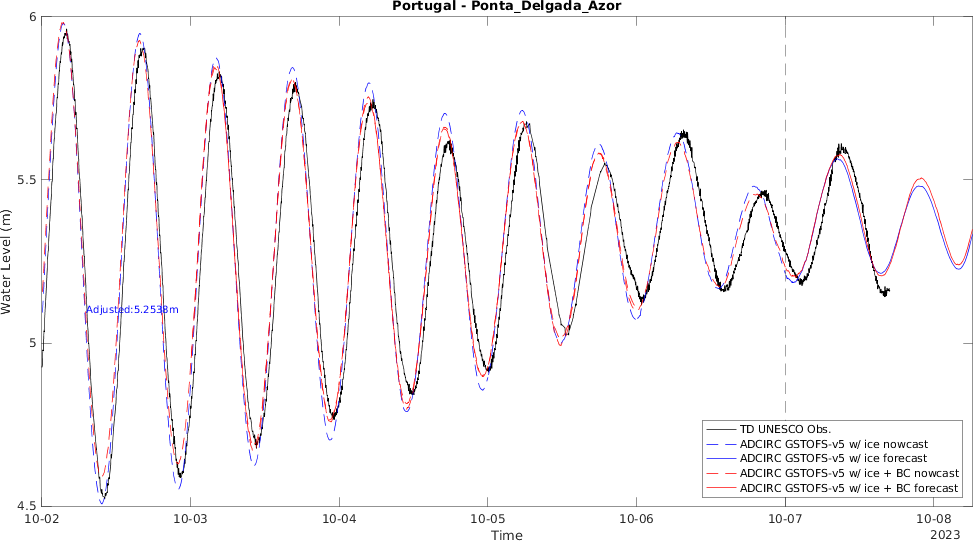 Portugal - Ponta_Delgada_Azor
6
5.5
5
4.5
Water Level (m)
Adjusted:5.2538m
TD UNESCO Obs.
ADCIRC GSTOFS-v5 w/ ice nowcast
ADCIRC GSTOFS-v5 w/ ice forecast
ADCIRC GSTOFS-v5 w/ ice + BC nowcast
ADCIRC GSTOFS-v5 w/ ice + BC forecast
10-02 10-03 10-04 10-05 10-06 10-07 10-08
Time
2023